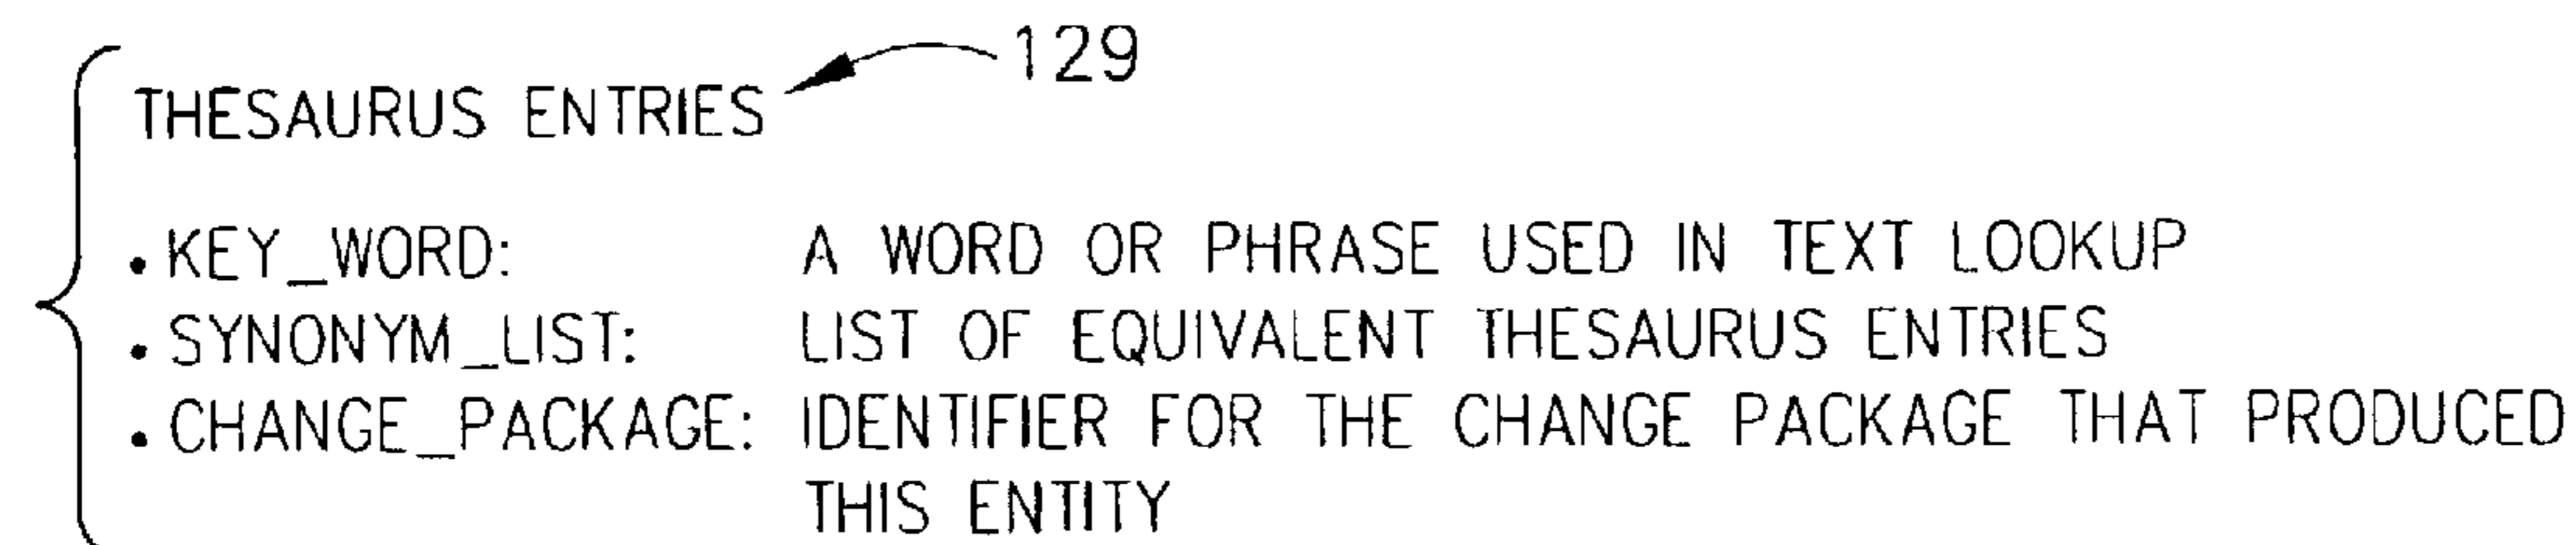 129
THESAURUS ENTRIES
• KEY_WORD: A WORD OR PHRASE USED IN TEXT LOOKUP
• SYNONYM_LIST: LIST OF EQUIVALENT THESAURUS ENTRIES
• CHANGE_PACKAGE: IDENTIFIER FOR THE CHANGE PACKAGE THAT PRODUCED
THIS ENTITY